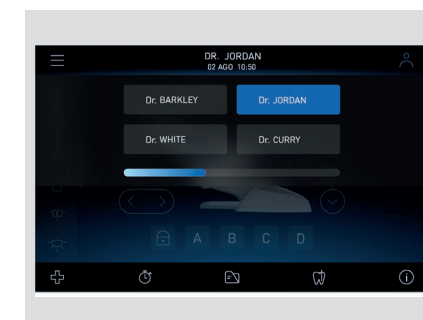 DR. JORDAN
02 AGO 10:50
Dr. BARKLEY
Dr. JORDAN
Dr. WHITE
Dr. CURRY
A
B
C
D